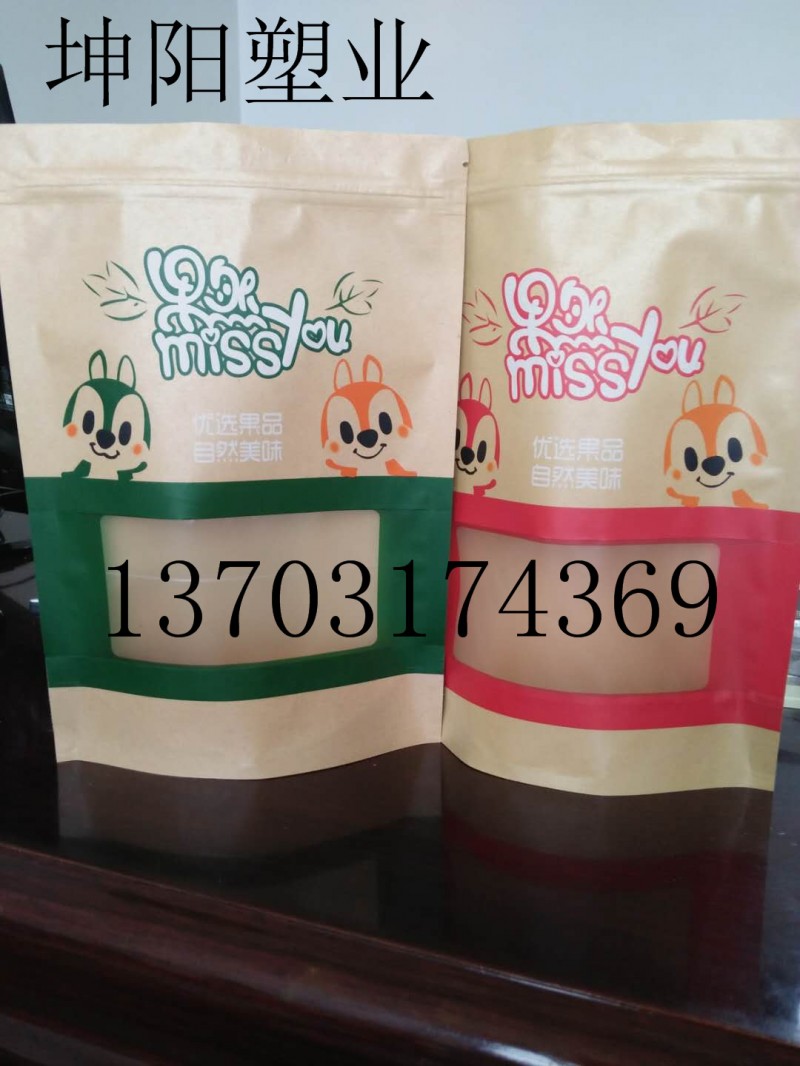 坤阳塑业
果然
miss you
优选果品
自然美味
果然
miss you
优选果品
自然美味
13703174369